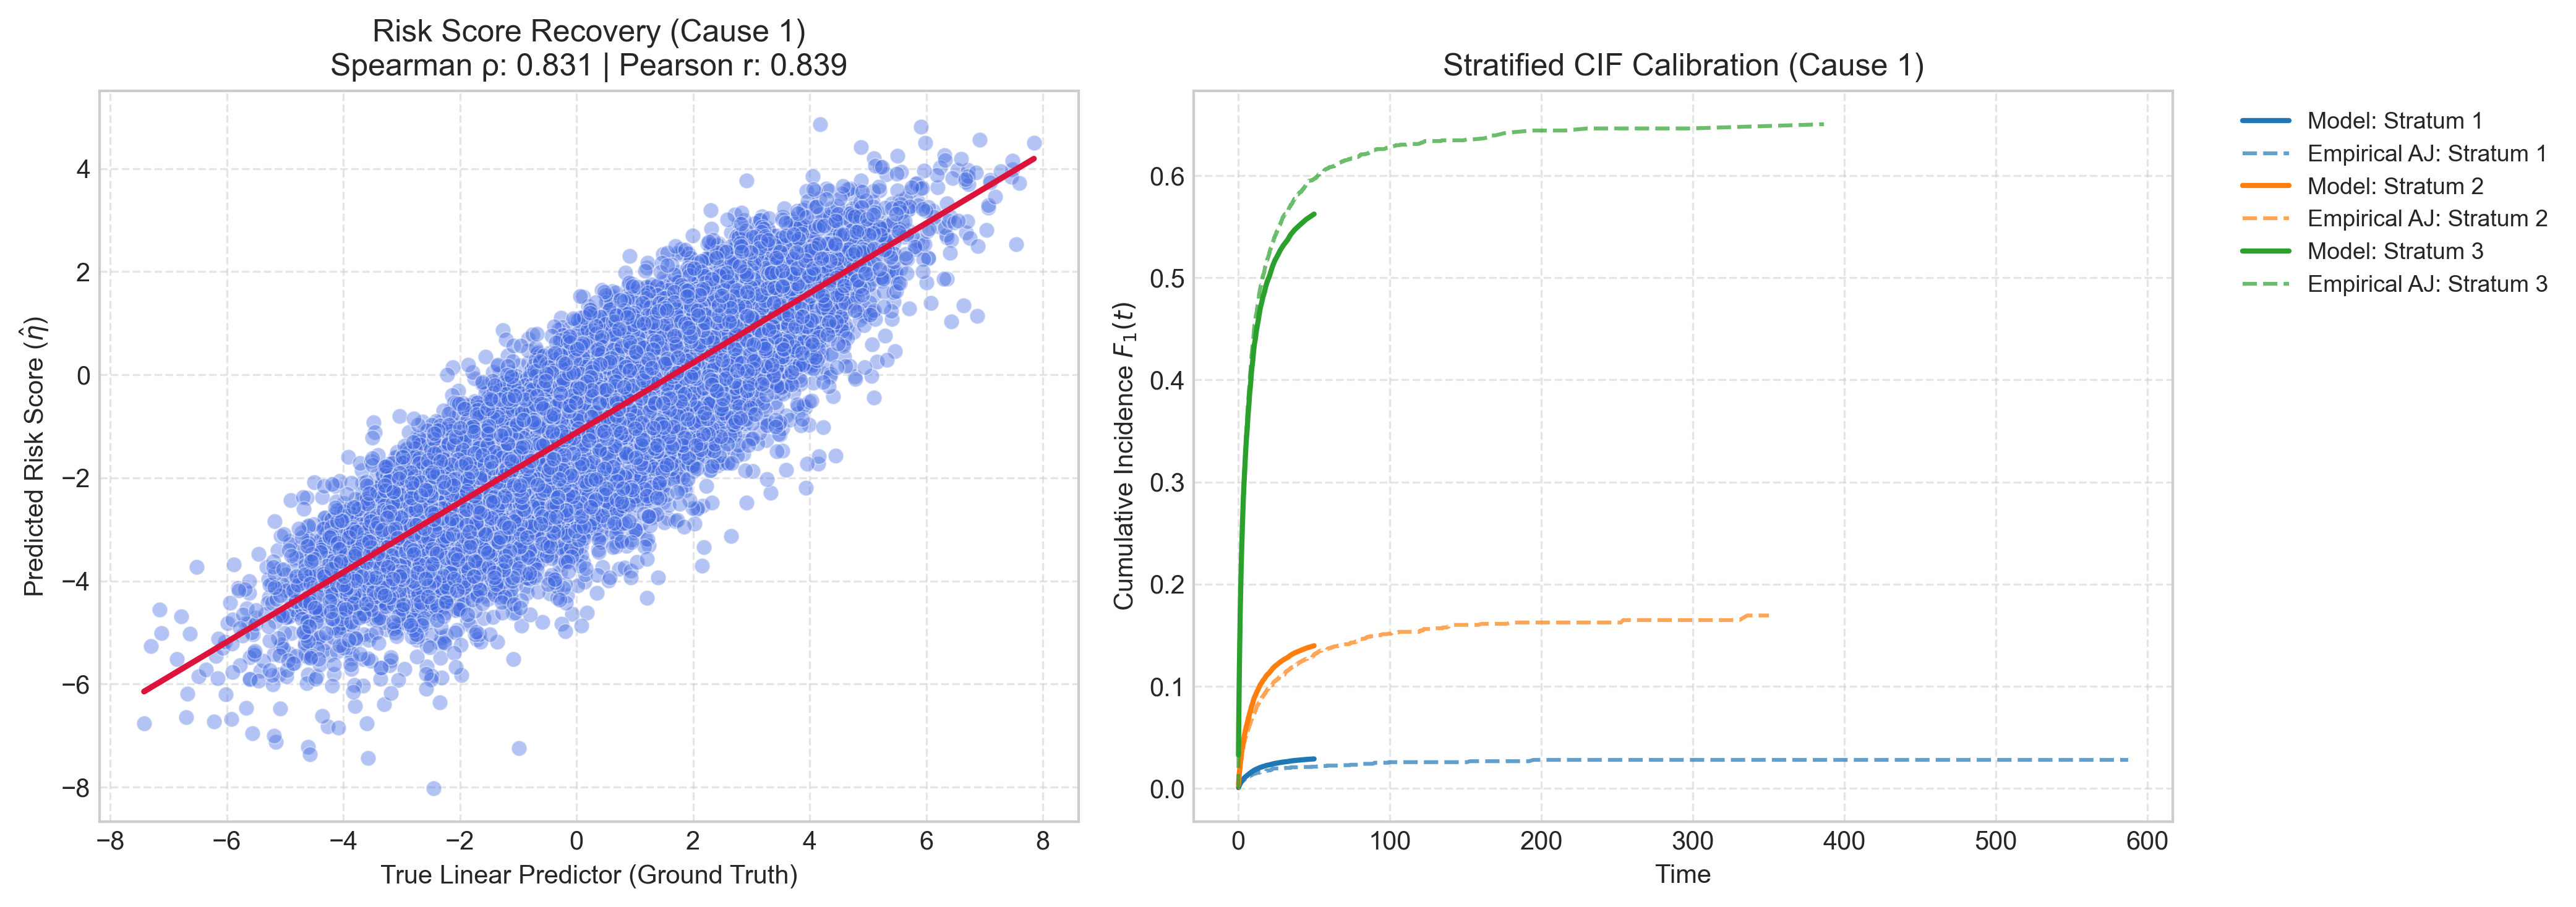 Risk Score Recovery (Cause 1)
Spearman ρ: 0.831 | Pearson r: 0.839
Predicted Risk Score (η̂)
4
2
0
−2
−4
−6
−8
−8
−6
−4
−2
0
2
4
6
8
True Linear Predictor (Ground Truth)
Stratified CIF Calibration (Cause 1)
Cumulative Incidence F₁(t)
0.6
0.5
0.4
0.3
0.2
0.1
0.0
0
100
200
300
400
500
600
Time
Model: Stratum 1
Empirical AJ: Stratum 1
Model: Stratum 2
Empirical AJ: Stratum 2
Model: Stratum 3
Empirical AJ: Stratum 3